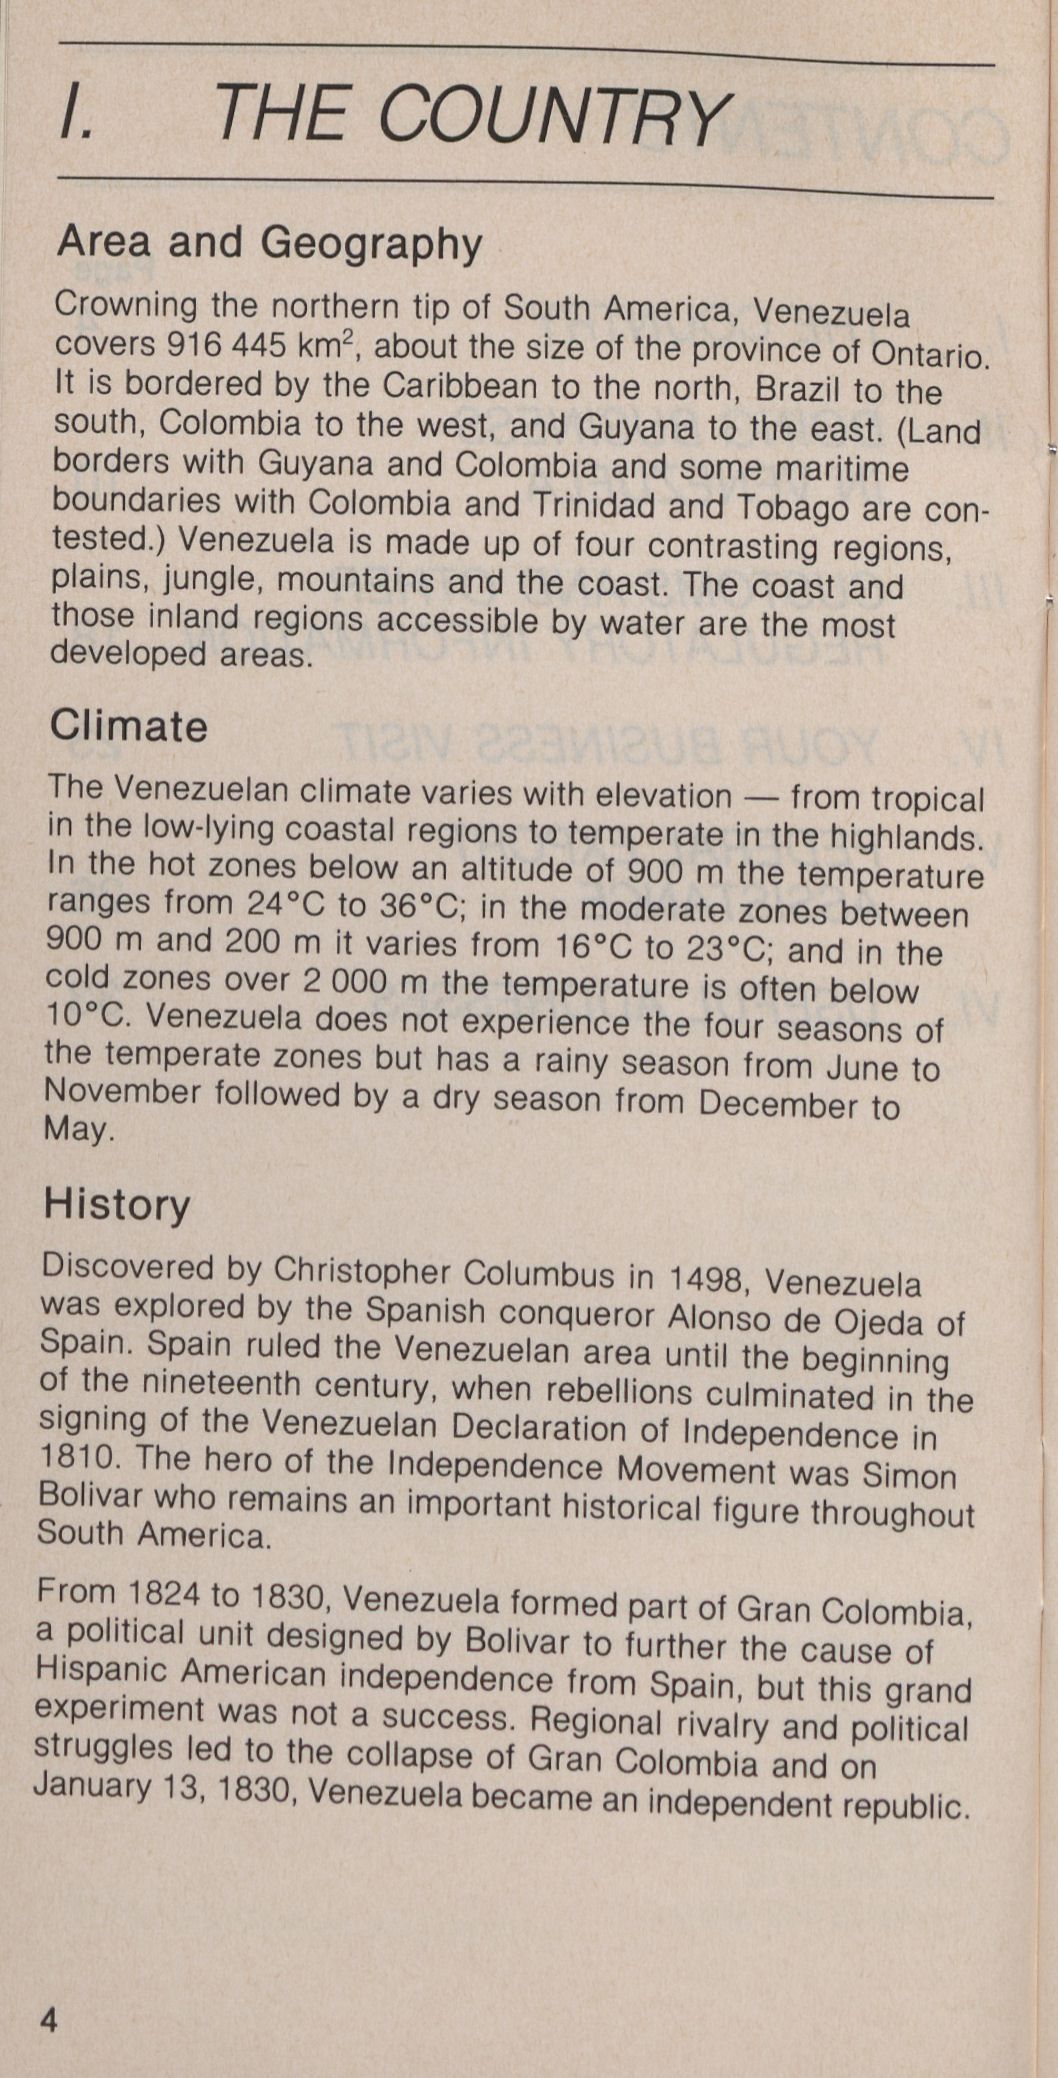 I. THE COUNTRY
Area and Geography
Crowning the northern tip of South America, Venezuela
covers 916 445 km², about the size of the province of Ontario.
It is bordered by the Caribbean to the north, Brazil to the
south, Colombia to the west, and Guyana to the east. (Land
borders with Guyana and Colombia and some maritime
boundaries with Colombia and Trinidad and Tobago are con-
tested.) Venezuela is made up of four contrasting regions,
plains, jungle, mountains and the coast. The coast and
those inland regions accessible by water are the most
developed areas.
Climate
The Venezuelan climate varies with elevation — from tropical
in the low-lying coastal regions to temperate in the highlands.
In the hot zones below an altitude of 900 m the temperature
ranges from 24°C to 36°C; in the moderate zones between
900 m and 200 m it varies from 16°C to 23°C; and in the
cold zones over 2 000 m the temperature is often below
10°C. Venezuela does not experience the four seasons of
the temperate zones but has a rainy season from June to
November followed by a dry season from December to
May.
History
Discovered by Christopher Columbus in 1498, Venezuela
was explored by the Spanish conqueror Alonso de Ojeda of
Spain. Spain ruled the Venezuelan area until the beginning
of the nineteenth century, when rebellions culminated in the
signing of the Venezuelan Declaration of Independence in
1810. The hero of the Independence Movement was Simon
Bolivar who remains an important historical figure throughout
South America.
From 1824 to 1830, Venezuela formed part of Gran Colombia,
a political unit designed by Bolivar to further the cause of
Hispanic American independence from Spain, but this grand
experiment was not a success. Regional rivalry and political
struggles led to the collapse of Gran Colombia and on
January 13, 1830, Venezuela became an independent republic.
4